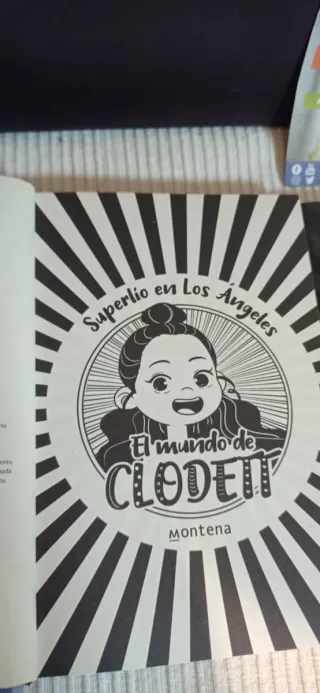 Superlío en Los Ángeles
El mundo de
CLODETT
Montena